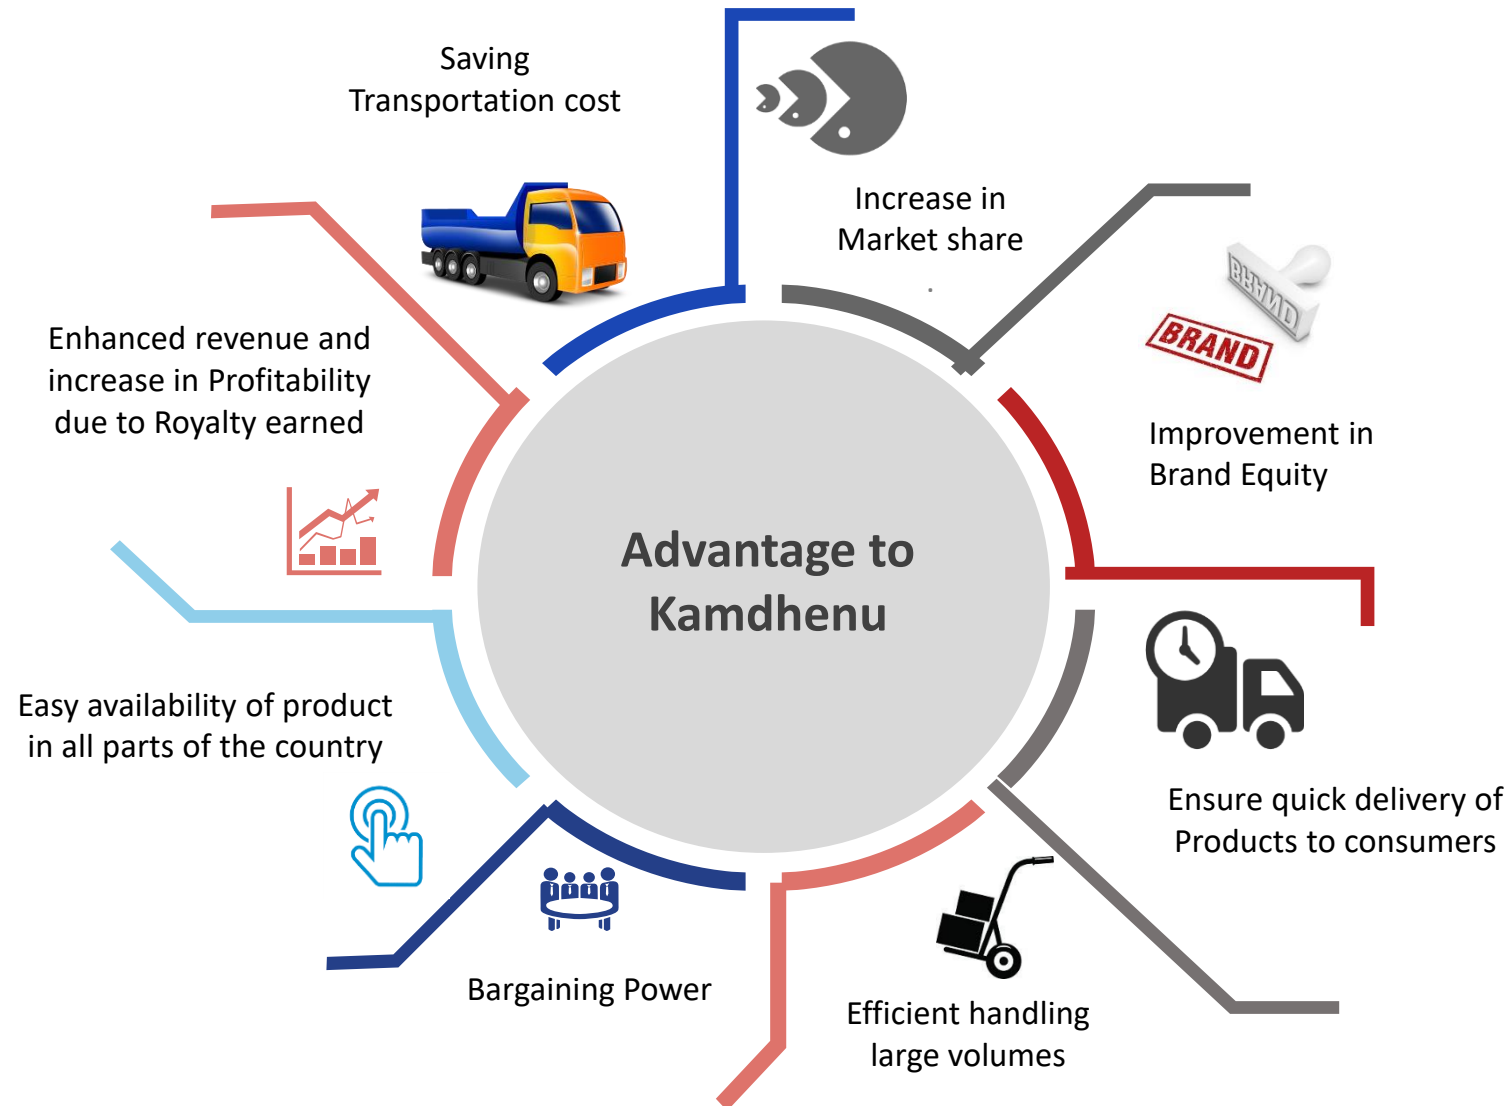 Saving
Transportation cost
Increase in
Market share
.
BRAND
BRAND
Improvement in
Brand Equity
Enhanced revenue and
increase in Profitability
due to Royalty earned
Advantage to
Kamdhenu
Easy availability of product
in all parts of the country
Ensure quick delivery of
Products to consumers
Bargaining Power
Efficient handling
large volumes